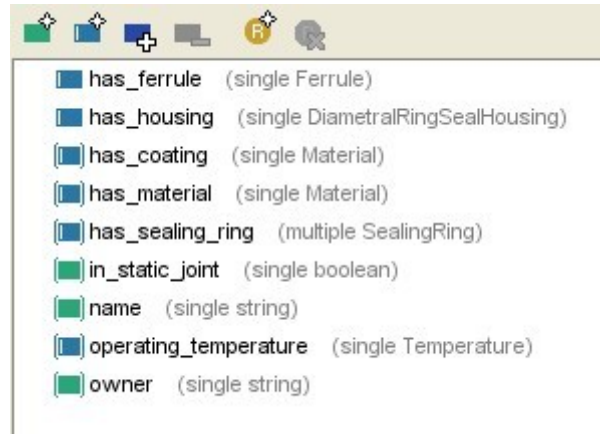 R
has_ferrule (single Ferrule)
has_housing (single DiametralRingSealHousing)
has_coating (single Material)
has_material (single Material)
has_sealing_ring (multiple SealingRing)
in_static_joint (single boolean)
name (single string)
operating_temperature (single Temperature)
owner (single string)